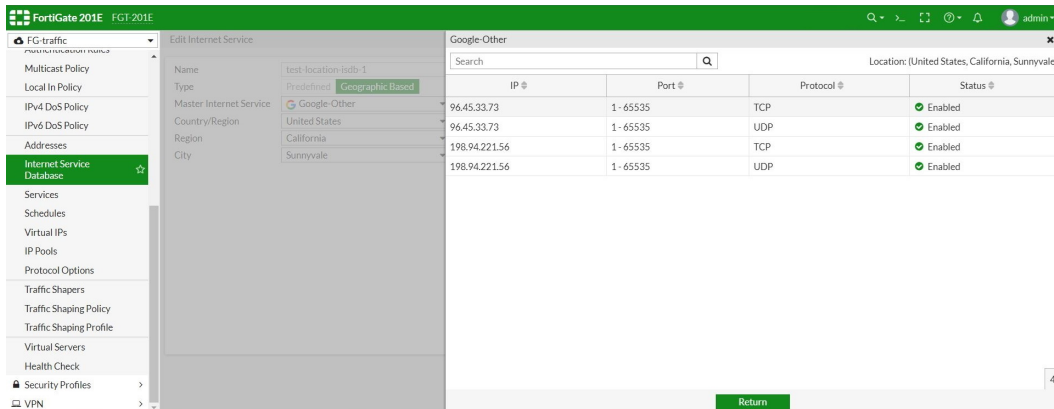 FortiGate 201E FGT-201E admin
FG-traffic
Authentication Rules
Multicast Policy
Local In Policy
IPv4 DoS Policy
IPv6 DoS Policy
Addresses
Internet Service
Database
Services
Schedules
Virtual IPs
IP Pools
Protocol Options
Traffic Shapers
Traffic Shaping Policy
Traffic Shaping Profile
Virtual Servers
Health Check
Security Profiles
VPN
Edit Internet Service
Name test-location-isdb-1
Type Predefined Geographic Based
Master Internet Service Google-Other
Country/Region United States
Region California
City Sunnyvale
Google-Other
Search Location: (United States, California, Sunnyvale
IP Port Protocol Status
96.45.33.73 1 - 65535 TCP Enabled
96.45.33.73 1 - 65535 UDP Enabled
198.94.221.56 1 - 65535 TCP Enabled
198.94.221.56 1 - 65535 UDP Enabled
4
Return